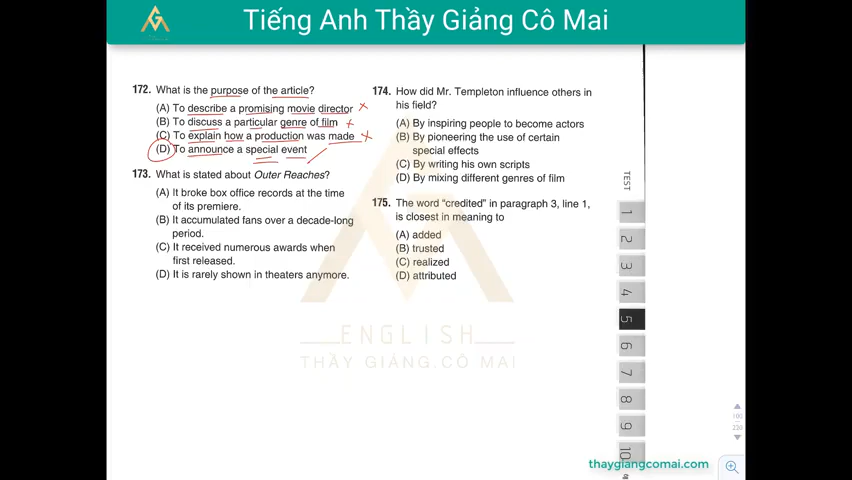 Tiếng Anh Thầy Giảng Cô Mai
172. What is the purpose of the article?
(A) To describe a promising movie director
(B) To discuss a particular genre of film
(C) To explain how a production was made
(D) To announce a special event
173. What is stated about Outer Reaches?
(A) It broke box office records at the time
of its premiere.
(B) It accumulated fans over a decade-long
period.
(C) It received numerous awards when
first released.
(D) It is rarely shown in theaters anymore.
174. How did Mr. Templeton influence others in
his field?
(A) By inspiring people to become actors
(B) By pioneering the use of certain
special effects
(C) By writing his own scripts
(D) By mixing different genres of film
175. The word “credited” in paragraph 3, line 1,
is closest in meaning to
(A) added
(B) trusted
(C) realized
(D) attributed
TEST
1
2
3
4
5
6
7
8
9
10
ENGLISH
THẦY GIẢNG.CÔ MAI
180
220
thaygiangcomai.com